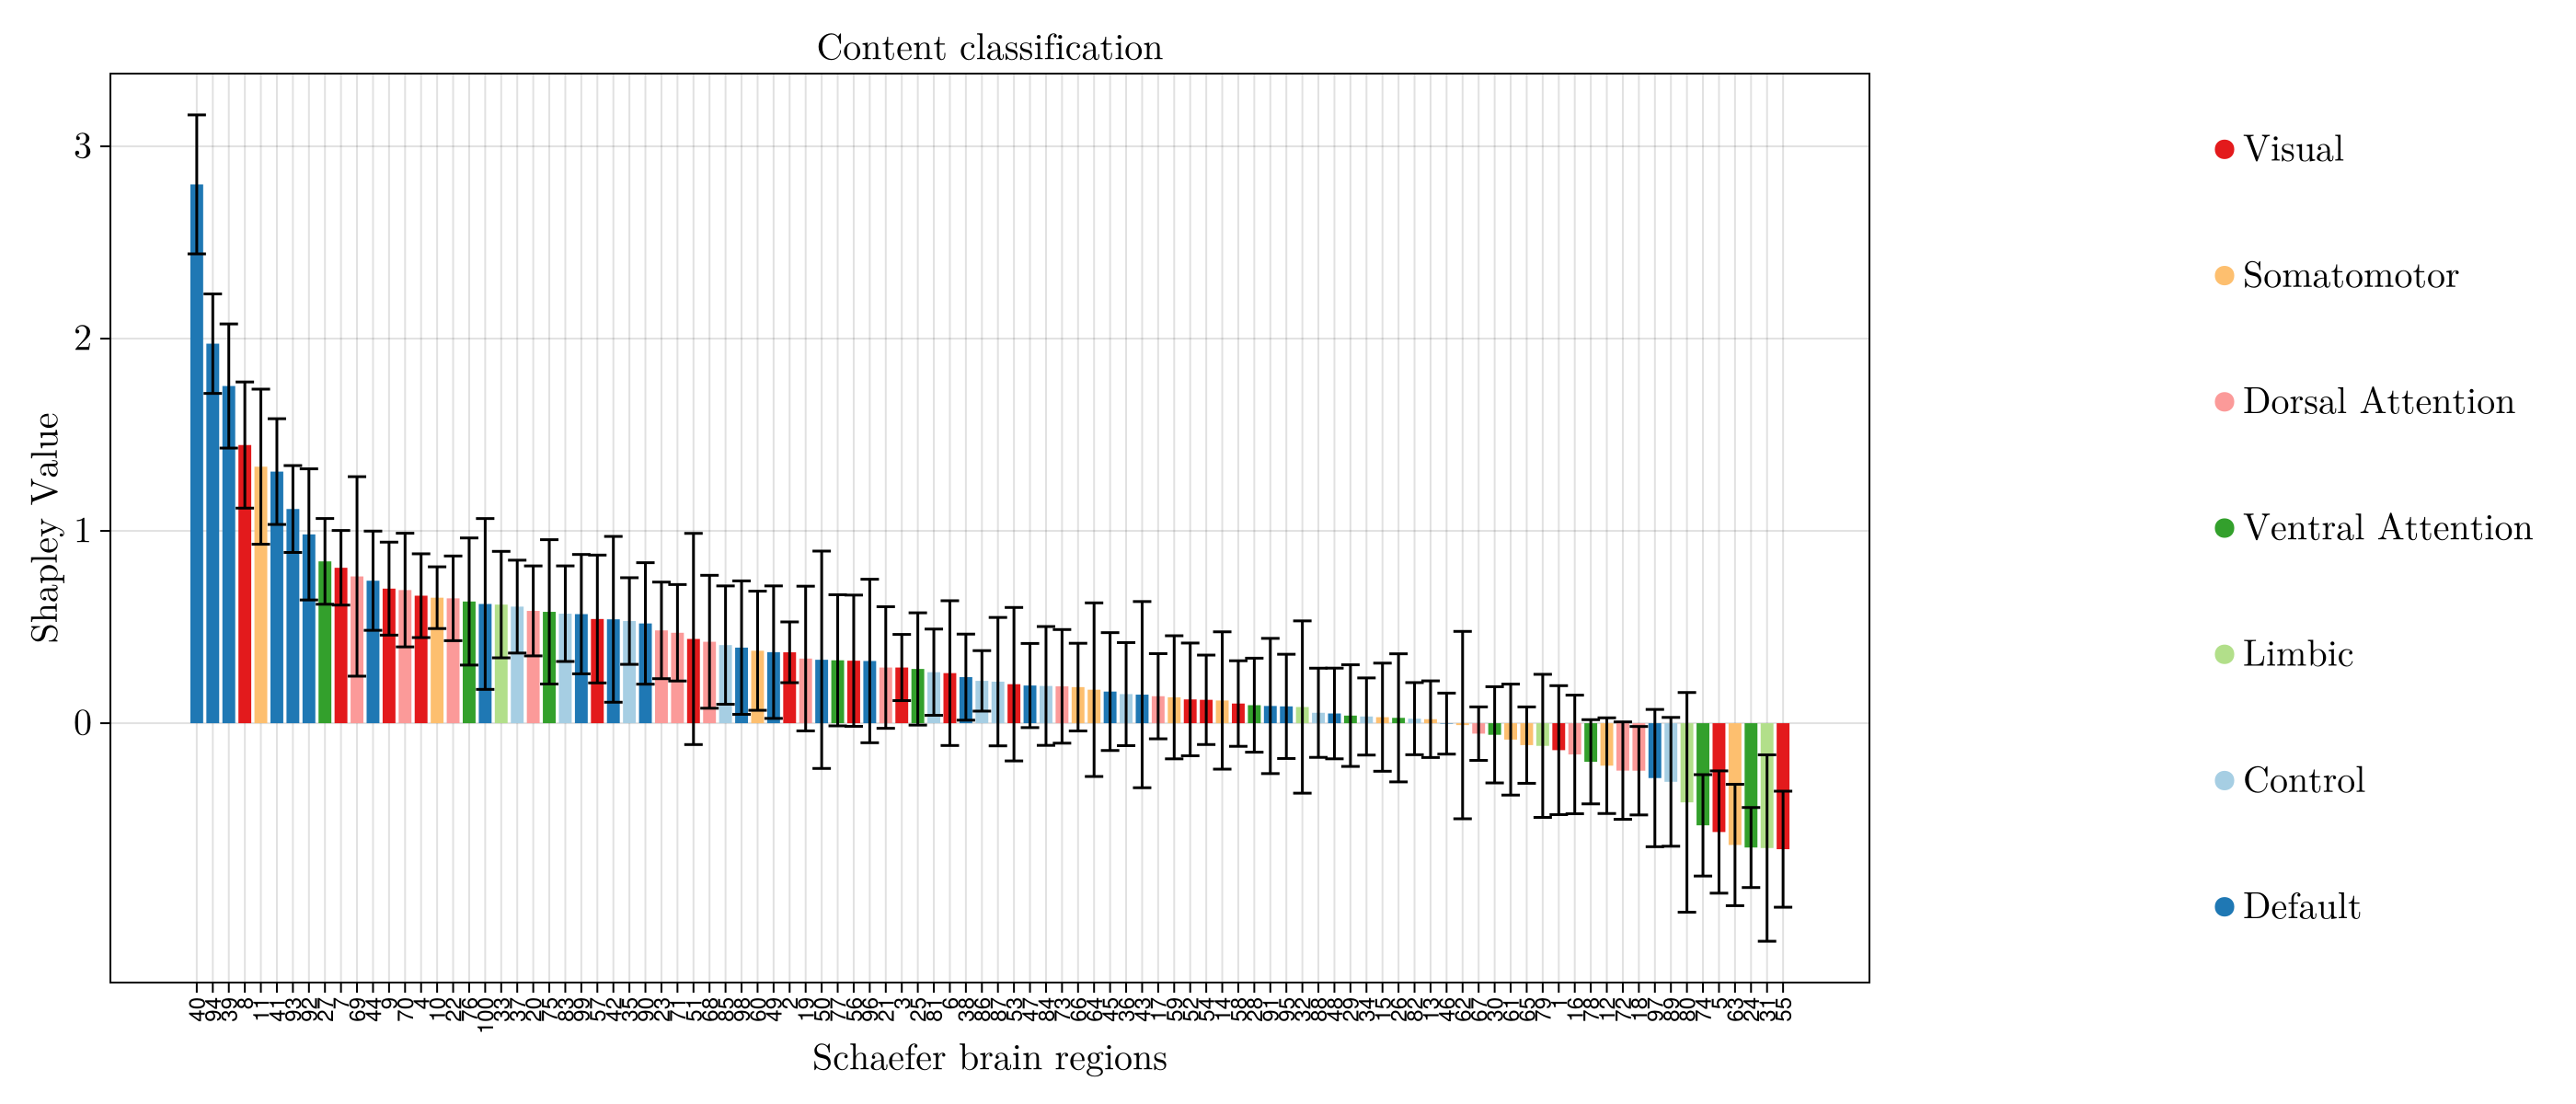 Content classification
Shapley Value
3
2
1
0
40 94 39 8 11 41 93 92 27 7 69 44 9 70 4 10 22 76 100 33 37 20 75 83 99 57 42 35 90 23 71 51 68 85 98 60 49 2 19 50 77 56 96 21 3 25 81 6 38 86 87 53 47 84 73 66 64 45 36 43 17 59 52 54 14 58 28 91 95 32 88 48 29 34 15 26 82 13 46 62 67 30 61 65 79 1 16 78 12 72 18 97 89 80 74 5 63 24 31 55
Schaefer brain regions
Visual
Somatomotor
Dorsal Attention
Ventral Attention
Limbic
Control
Default